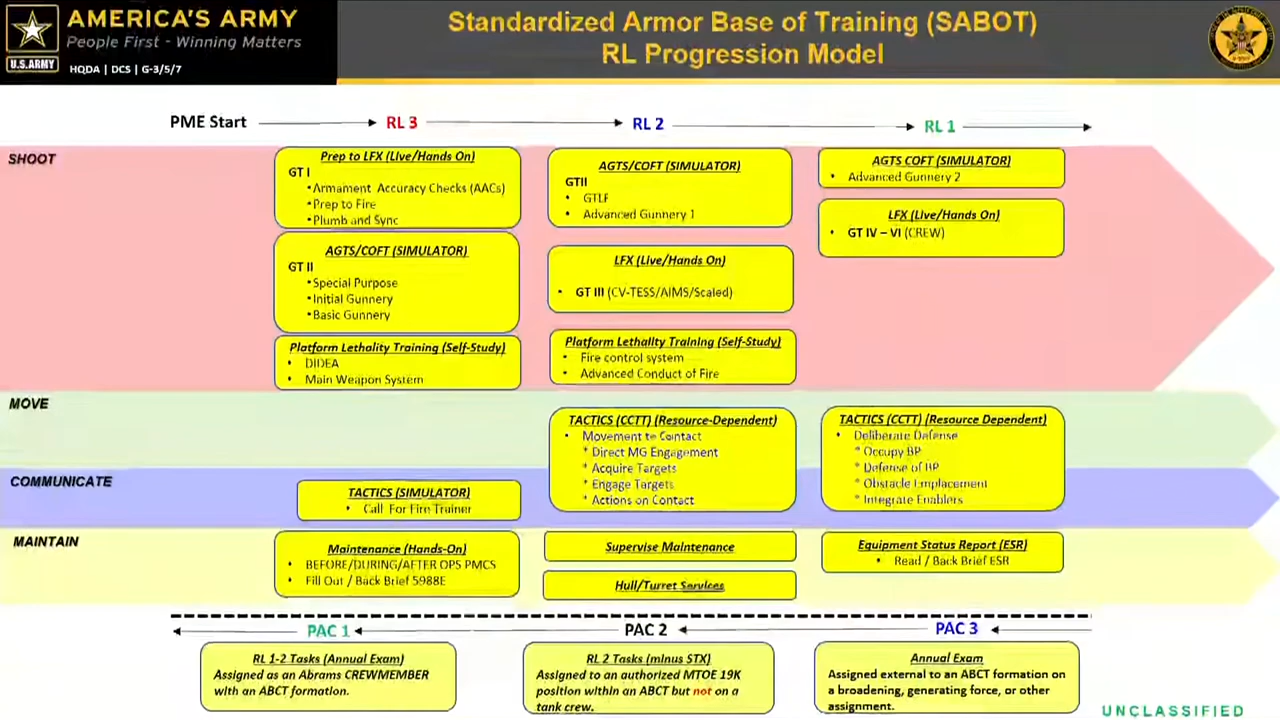 AMERICA'S ARMY
People First - Winning Matters
U.S.ARMY
HQDA | DCS | G-3/5/7
Standardized Armor Base of Training (SABOT)
RL Progression Model
PME Start
RL 3
RL 2
RL 1
SHOOT
Prep to LFX (Live/Hands On)
GT I
•Armament Accuracy Checks (AACs)
•Prep to Fire
•Plumb and Sync
AGTS/COFT (SIMULATOR)
GT II
•Special Purpose
•Initial Gunnery
•Basic Gunnery
Platform Lethality Training (Self-Study)
• DIDEA
• Main Weapon System
AGTS/COFT (SIMULATOR)
GTII
• GTLF
• Advanced Gunnery 1
LFX (Live/Hands On)
• GT III (CV-TESS/AIMS/Scaled)
Platform Lethality Training (Self-Study)
• Fire control system
• Advanced Conduct of Fire
AGTS COFT (SIMULATOR)
• Advanced Gunnery 2
LFX (Live/Hands On)
• GT IV – VI (CREW)
MOVE
TACTICS (CCTT) (Resource-Dependent)
• Movement to Contact
* Direct MG Engagement
* Acquire Targets
* Engage Targets
* Actions on Contact
TACTICS (CCTT) (Resource Dependent)
• Deliberate Defense
* Occupy BP
* Defense of BP
* Obstacle Emplacement
* Integrate Enablers
COMMUNICATE
TACTICS (SIMULATOR)
• Call For Fire Trainer
MAINTAIN
Maintenance (Hands-On)
• BEFORE/DURING/AFTER OPS PMCS
• Fill Out / Back Brief 5988E
Supervise Maintenance
Hull/Turret Services
Equipment Status Report (ESR)
• Read / Back Brief ESR
PAC 1
PAC 2
PAC 3
RL 1-2 Tasks (Annual Exam)
Assigned as an Abrams CREWMEMBER
with an ABCT formation.
RL 2 Tasks (minus STX)
Assigned to an authorized MTOE 19K
position within an ABCT but not on a
tank crew.
Annual Exam
Assigned external to an ABCT formation on
a broadening, generating force, or other
assignment.
UNCLASSIFIED